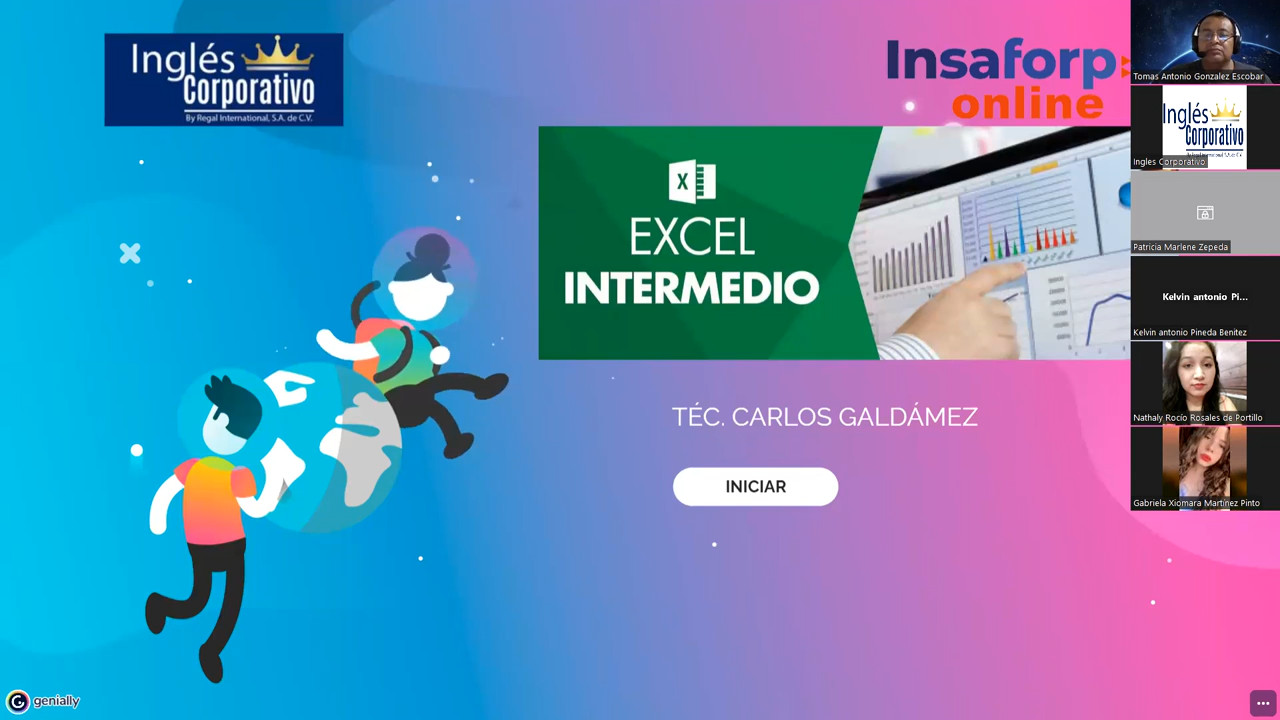 Inglés
Corporativo
By Regal International, S.A. de C.V.
Insaforp
online
EXCEL
INTERMEDIO
TÉC. CARLOS GALDÁMEZ
INICIAR
genially
Tomas Antonio Gonzalez Escobar
Inglés
Corporativo
Ingles Corporativo
Patricia Marlene Zepeda
Kelvin antonio Pi...
Kelvin antonio Pineda Benitez
Nathaly Rocío Rosales de Portillo
Gabriela Xiomara Martínez Pinto